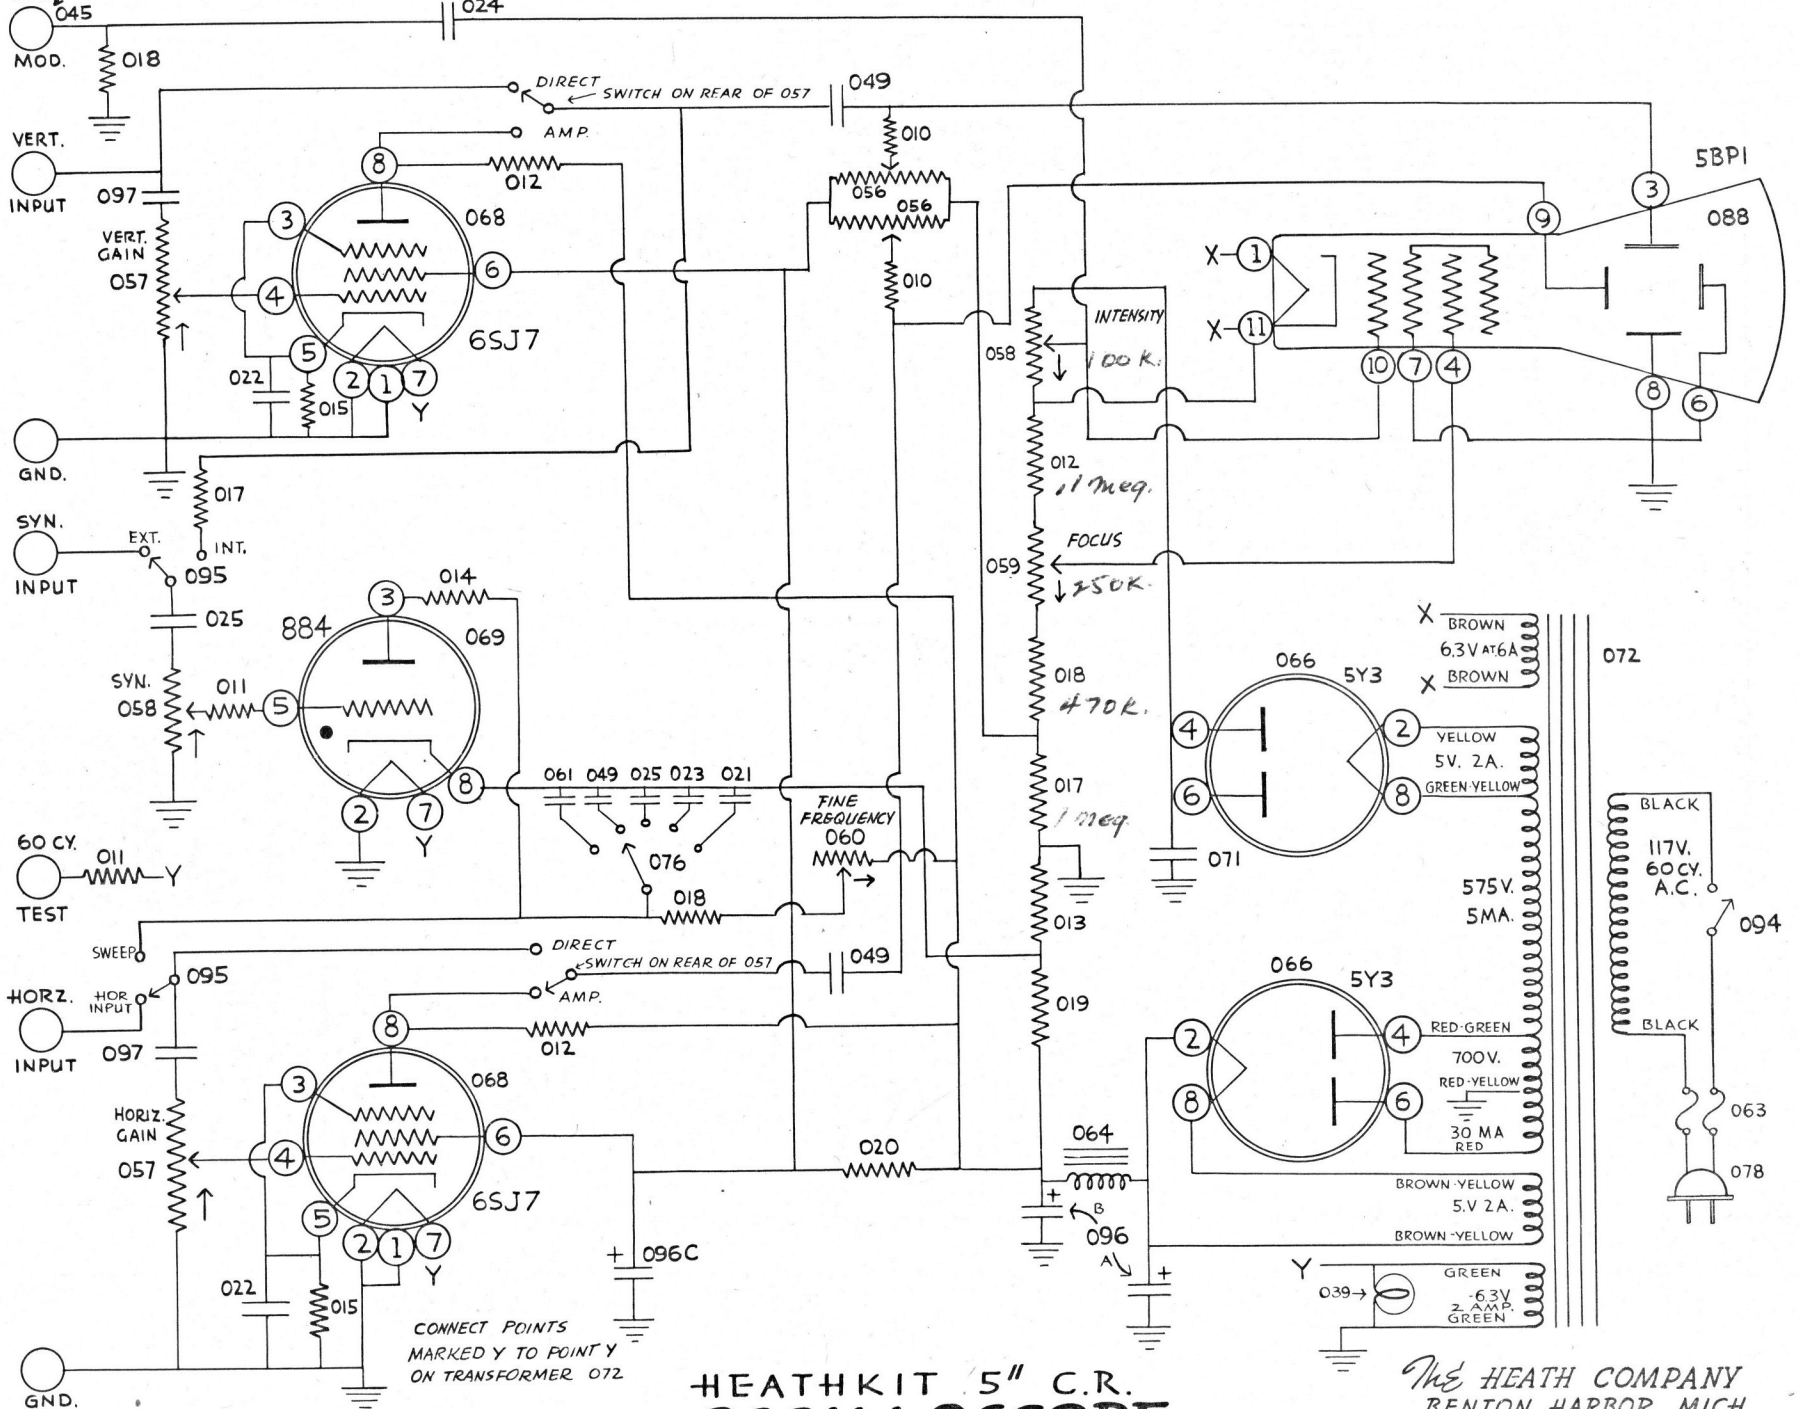 045
024
MOD.
018
DIRECT
SWITCH ON REAR OF 057
049
AMP.
VERT.
INPUT
097
8
012
010
056
056
5BP1
3
9
088
VERT.
GAIN
057
3
068
4
6
010
X 1
X 11
INTENSITY
058
100K.
5
6SJ7
022
015
2 1 7
Y
10 7 4
8
6
GND.
017
012
.1 meg.
SYN.
INPUT
EXT.
INT.
095
FOCUS
059
250K.
025
3
014
884
069
X BROWN
6.3V AT .6A
X BROWN
072
SYN.
058
011
5
018
470K.
066
5Y3
4
2
YELLOW
5V. 2A.
6
8
GREEN-YELLOW
8
061 049 025 023 021
2
7
Y
017
1 meg.
FINE
FREQUENCY
060
076
071
BLACK
117V.
60 CY.
A.C.
60 CY.
TEST
011
Y
018
013
575V.
5MA.
094
SWEEP
DIRECT
SWITCH ON REAR OF 057
049
AMP.
HORZ.
INPUT
HOR
INPUT
095
066
5Y3
019
097
8
012
2
4
RED-GREEN
BLACK
700V.
RED-YELLOW
8
6
30 MA
RED
063
3
068
HORIZ.
GAIN
057
4
6
020
064
078
5
6SJ7
BROWN-YELLOW
5.V 2A.
BROWN-YELLOW
2 1 7
Y
+
096C
+
B
096
A
+
022
015
Y
039
GREEN
-6.3V
2 AMP.
GREEN
CONNECT POINTS
MARKED Y TO POINT Y
ON TRANSFORMER 072
GND.
HEATHKIT 5" C.R.
OSCILLOSCOPE
THE HEATH COMPANY
BENTON HARBOR, MICH.